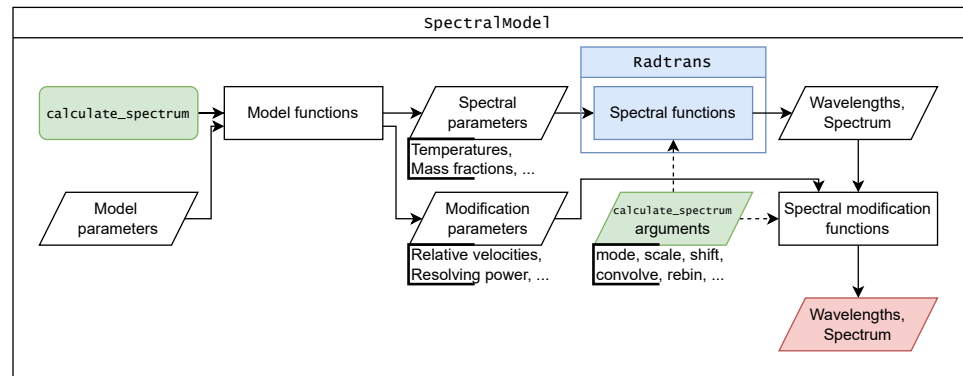 SpectralModel
Radtrans
calculate_spectrum
Model functions
Spectral
parameters
Spectral functions
Wavelengths,
Spectrum
Temperatures,
Mass fractions, ...
Model
parameters
Modification
parameters
calculate_spectrum
arguments
Spectral modification
functions
Relative velocities,
Resolving power, ...
mode, scale, shift,
convolve, rebin, ...
Wavelengths,
Spectrum